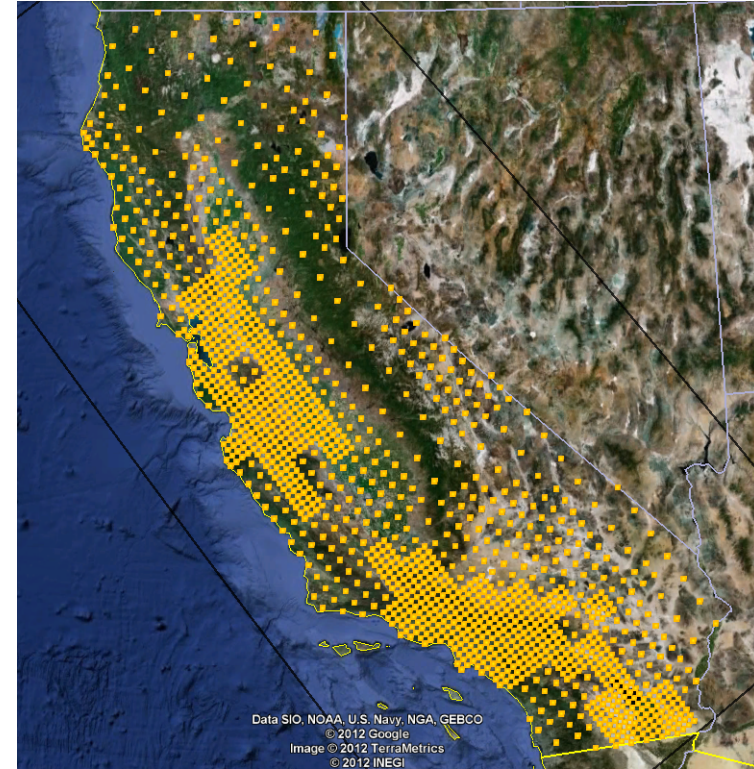 Data SIO, NOAA, U.S. Navy, NGA, GEBCO
© 2012 Google
Image © 2012 TerraMetrics
© 2012 INEGI